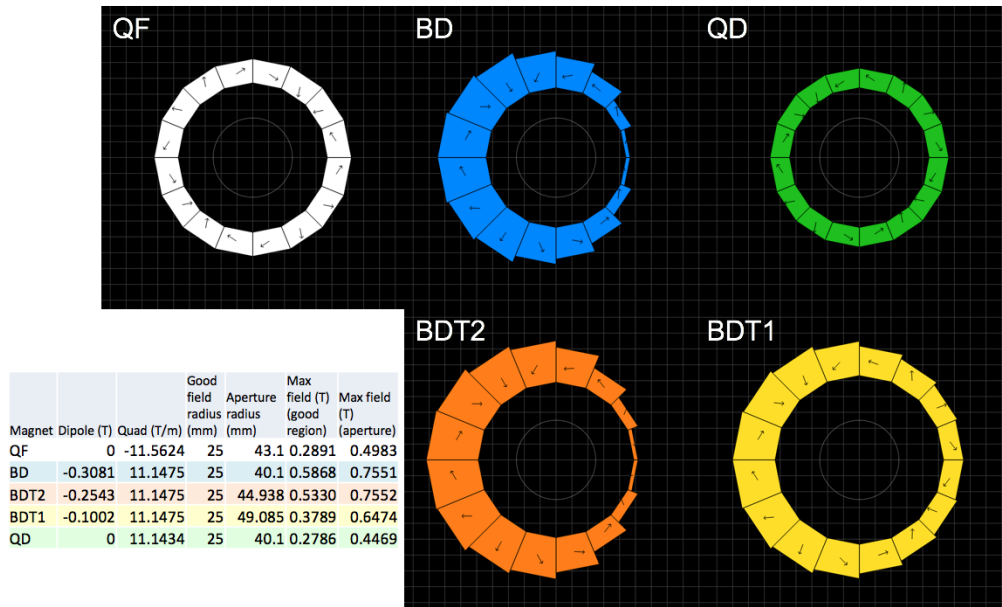 QF
BD
QD
BDT2
BDT1
Magnet Dipole (T) Quad (T/m) Good field radius (mm) Aperture radius (mm) Max field (T) (good region) Max field (T) (aperture)
QF 0 -11.5624 25 43.1 0.2891 0.4983
BD -0.3081 11.1475 25 40.1 0.5868 0.7551
BDT2 -0.2543 11.1475 25 44.938 0.5330 0.7552
BDT1 -0.1002 11.1475 25 49.085 0.3789 0.6474
QD 0 11.1434 25 40.1 0.2786 0.4469